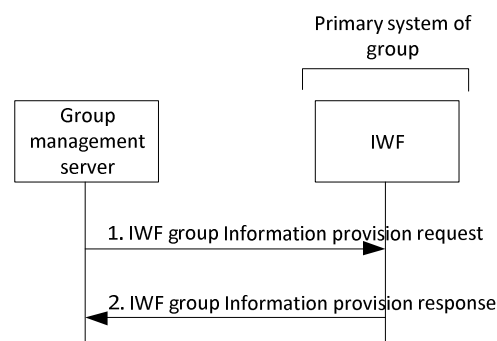 Primary system of
group
Group
management
server
IWF
1. IWF group Information provision request
2. IWF group Information provision response